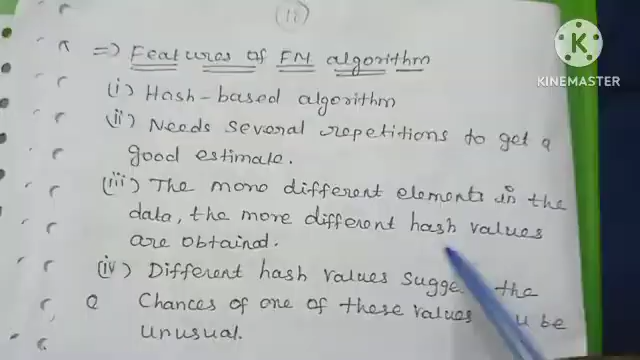 (11)
=) Features of FM algorithm
KINEMASTER
(i) Hash-based algorithm
(ii) Needs several repetitions to get a
good estimate.
(iii) The more different elements in the
data, the more different hash values
are obtained.
(iv) Different hash values sugge the
Chances of one of these values be
unusual.